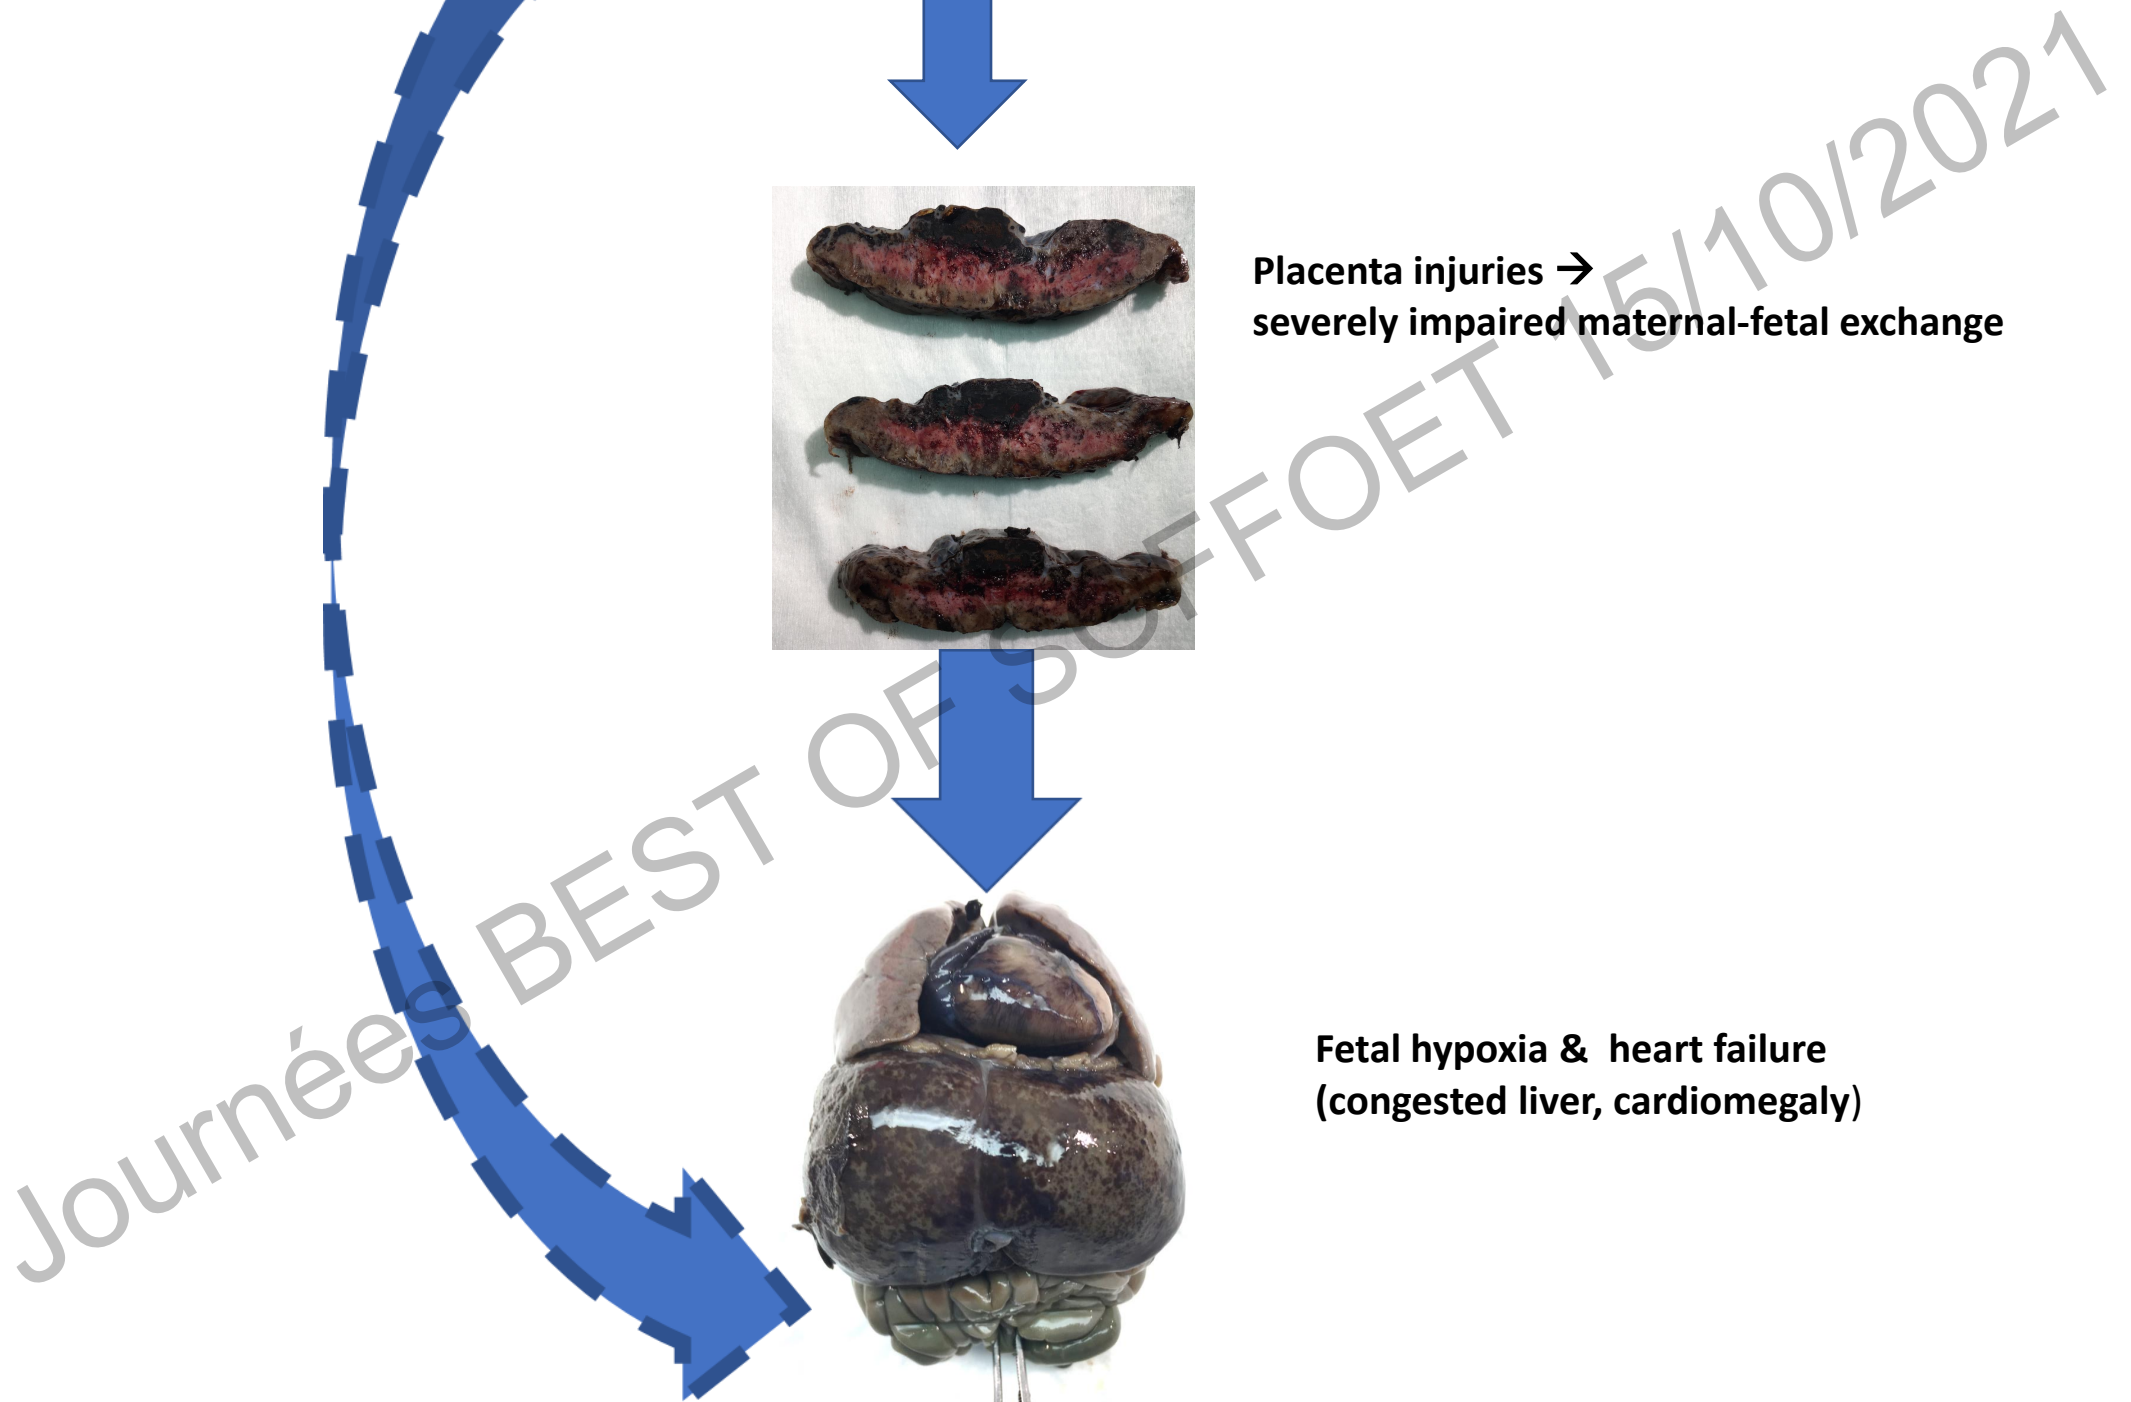 Placenta injuries →
severely impaired maternal-fetal exchange
Fetal hypoxia & heart failure
(congested liver, cardiomegaly)
Journées BEST OF SOFFOET 15/10/2021